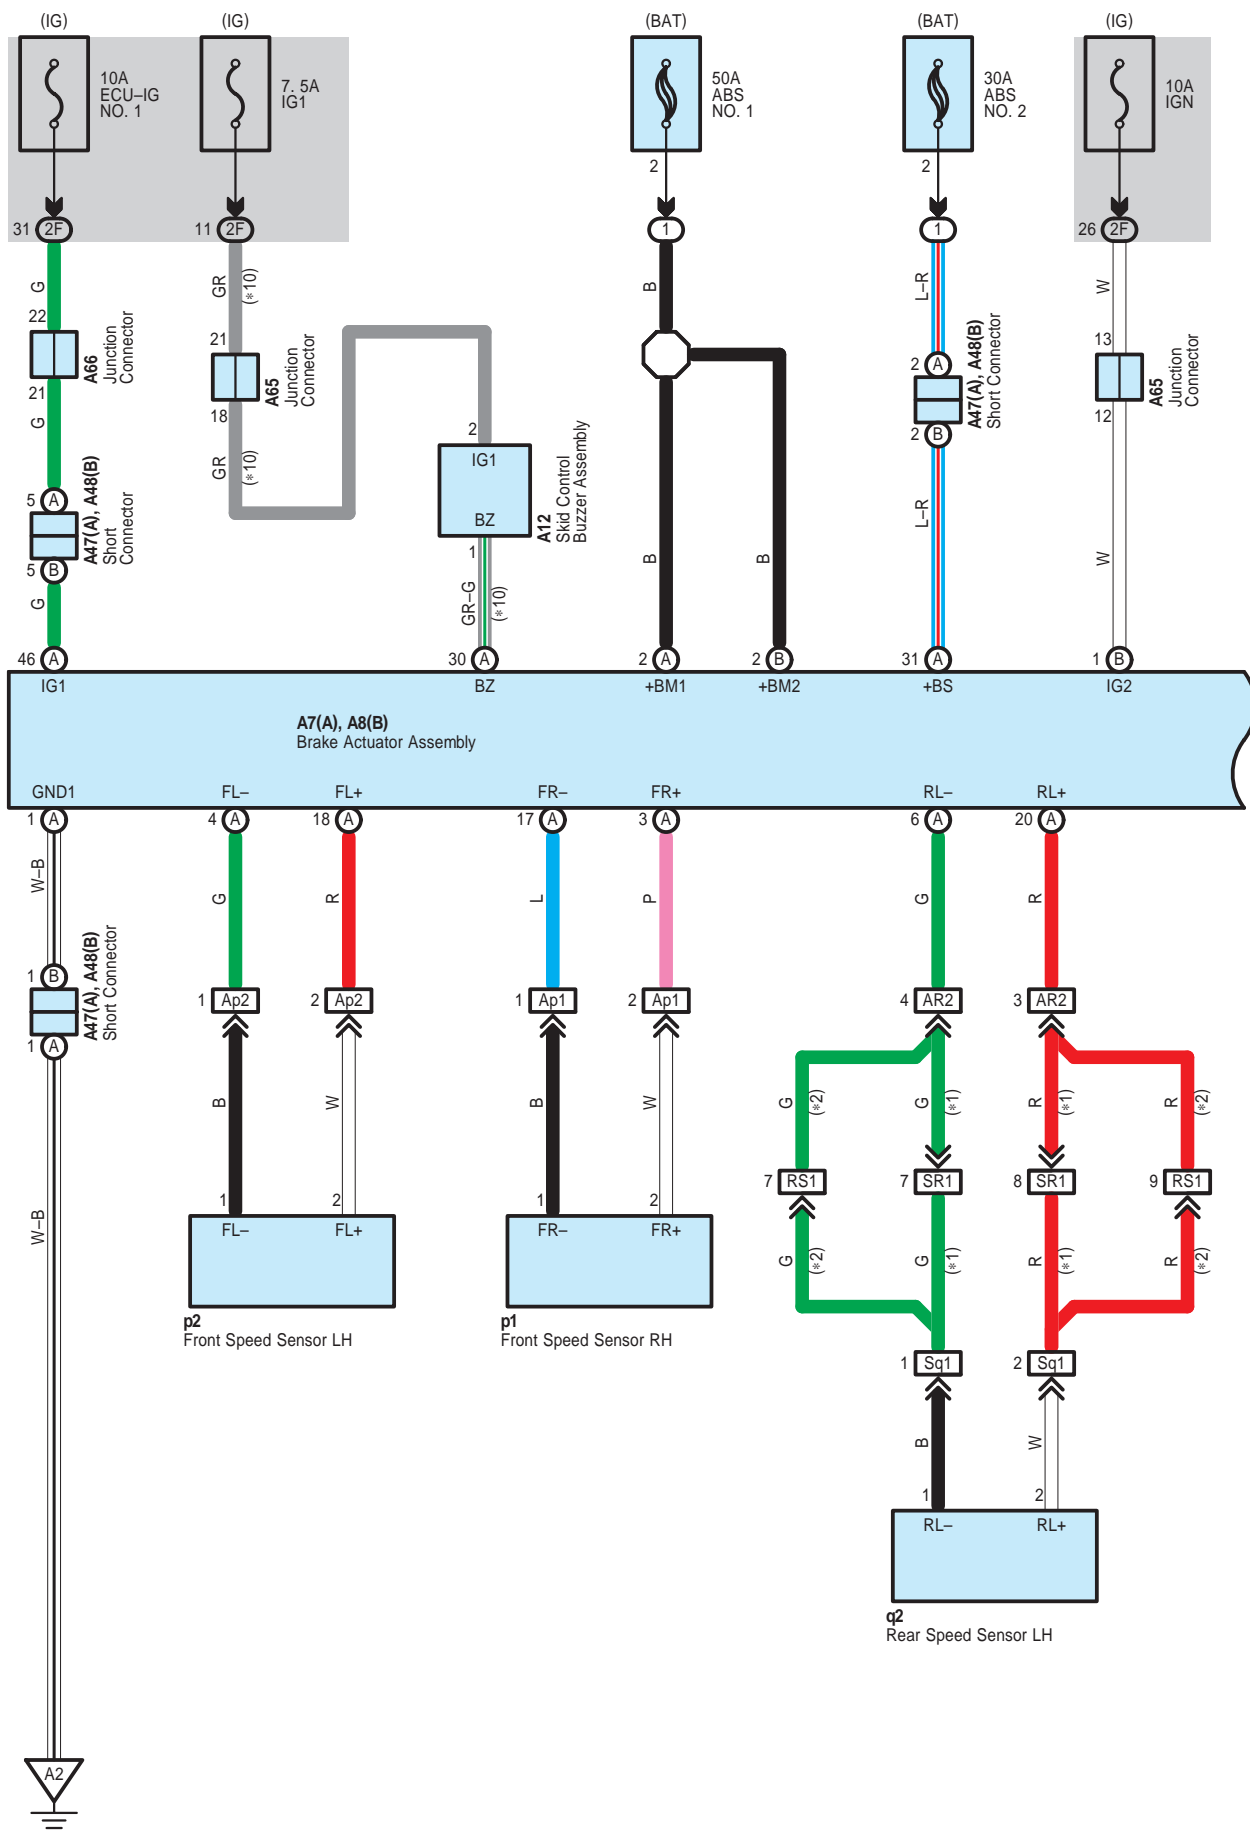 (IG)
(IG)
(BAT)
(BAT)
(IG)
10A
ECU–IG
NO. 1
7. 5A
IG1
50A
ABS
NO. 1
30A
ABS
NO. 2
10A
IGN
2
2
31 2F
11 2F
1
1
26 2F
G
GR
(*10)
B
L–R
W
22
A66
Junction
Connector
21
21
A65
Junction
Connector
18
2 A
A47(A), A48(B)
Short Connector
2 B
13
A65
Junction
Connector
12
G
GR
(*10)
2
IG1
BZ
A12
Skid Control
Buzzer Assembly
1
5 A
A47(A), A48(B)
Short
Connector
5 B
G
GR–G
(*10)
B
B
L–R
W
46 A
30 A
2 A
2 B
31 A
1 B
IG1
BZ
+BM1
+BM2
+BS
IG2
A7(A), A8(B)
Brake Actuator Assembly
GND1
FL–
FL+
FR–
FR+
RL–
RL+
1 A
4 A
18 A
17 A
3 A
6 A
20 A
W–B
G
R
L
P
G
R
1 B
A47(A), A48(B)
Short Connector
1 A
1 Ap2
2 Ap2
1 Ap1
2 Ap1
4 AR2
3 AR2
B
W
B
W
G
(*2)
G
(*1)
R
(*1)
R
(*2)
7 RS1
7 SR1
8 SR1
9 RS1
W–B
1
2
1
2
FL–
FL+
FR–
FR+
G
(*2)
G
(*1)
R
(*1)
R
(*2)
p2
Front Speed Sensor LH
p1
Front Speed Sensor RH
1 Sq1
2 Sq1
B
W
1
2
RL–
RL+
q2
Rear Speed Sensor LH
A2